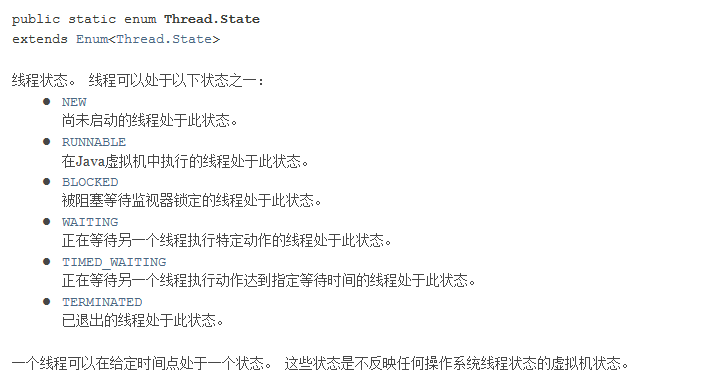 public static enum Thread.State
extends Enum<Thread.State>
线程状态。 线程可以处于以下状态之一：
● NEW
尚未启动的线程处于此状态。
● RUNNABLE
在Java虚拟机中执行的线程处于此状态。
● BLOCKED
被阻塞等待监视器锁定的线程处于此状态。
● WAITING
正在等待另一个线程执行特定动作的线程处于此状态。
● TIMED_WAITING
正在等待另一个线程执行动作达到指定等待时间的线程处于此状态。
● TERMINATED
已退出的线程处于此状态。
一个线程可以在给定时间点处于一个状态。 这些状态是不反映任何操作系统线程状态的虚拟机状态。